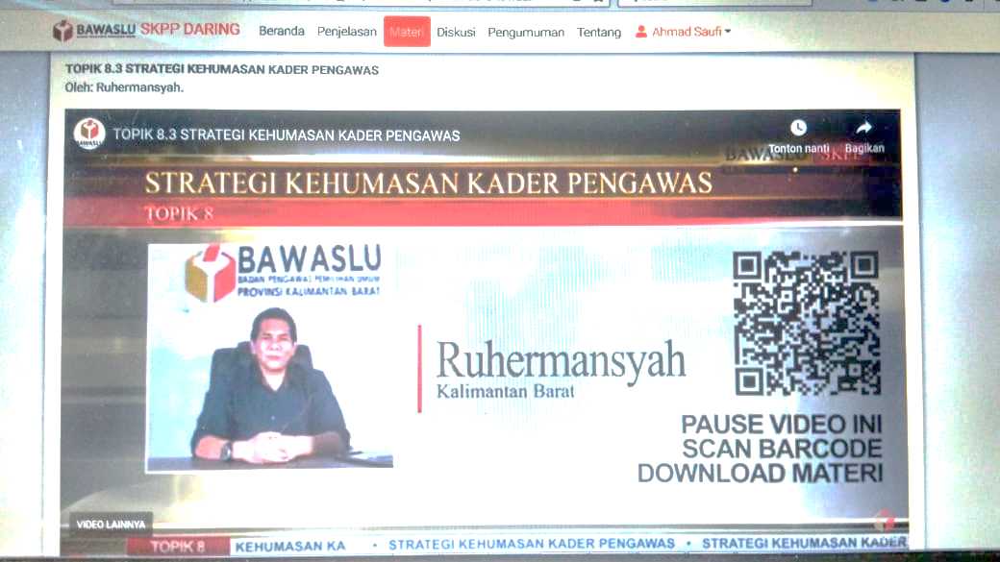 BAWASLU SKPP DARING Beranda Penjelasan Materi Diskusi Pengumuman Tentang Ahmad Saufi
TOPIK 8.3 STRATEGI KEHUMASAN KADER PENGAWAS
Oleh: Ruhermansyah.
BAWASLU TOPIK 8.3 STRATEGI KEHUMASAN KADER PENGAWAS
Tonton nanti Bagikan
BAWASLU SKPP
STRATEGI KEHUMASAN KADER PENGAWAS
TOPIK 8
BAWASLU
BADAN PENGAWAS PEMILIHAN UMUM
PROVINSI KALIMANTAN BARAT
Ruhermansyah
Kalimantan Barat
PAUSE VIDEO INI
SCAN BARCODE
DOWNLOAD MATERI
VIDEO LAINNYA
TOPIK 8 KEHUMASAN KA • STRATEGI KEHUMASAN KADER PENGAWAS • STRATEGI KEHUMASAN KADER